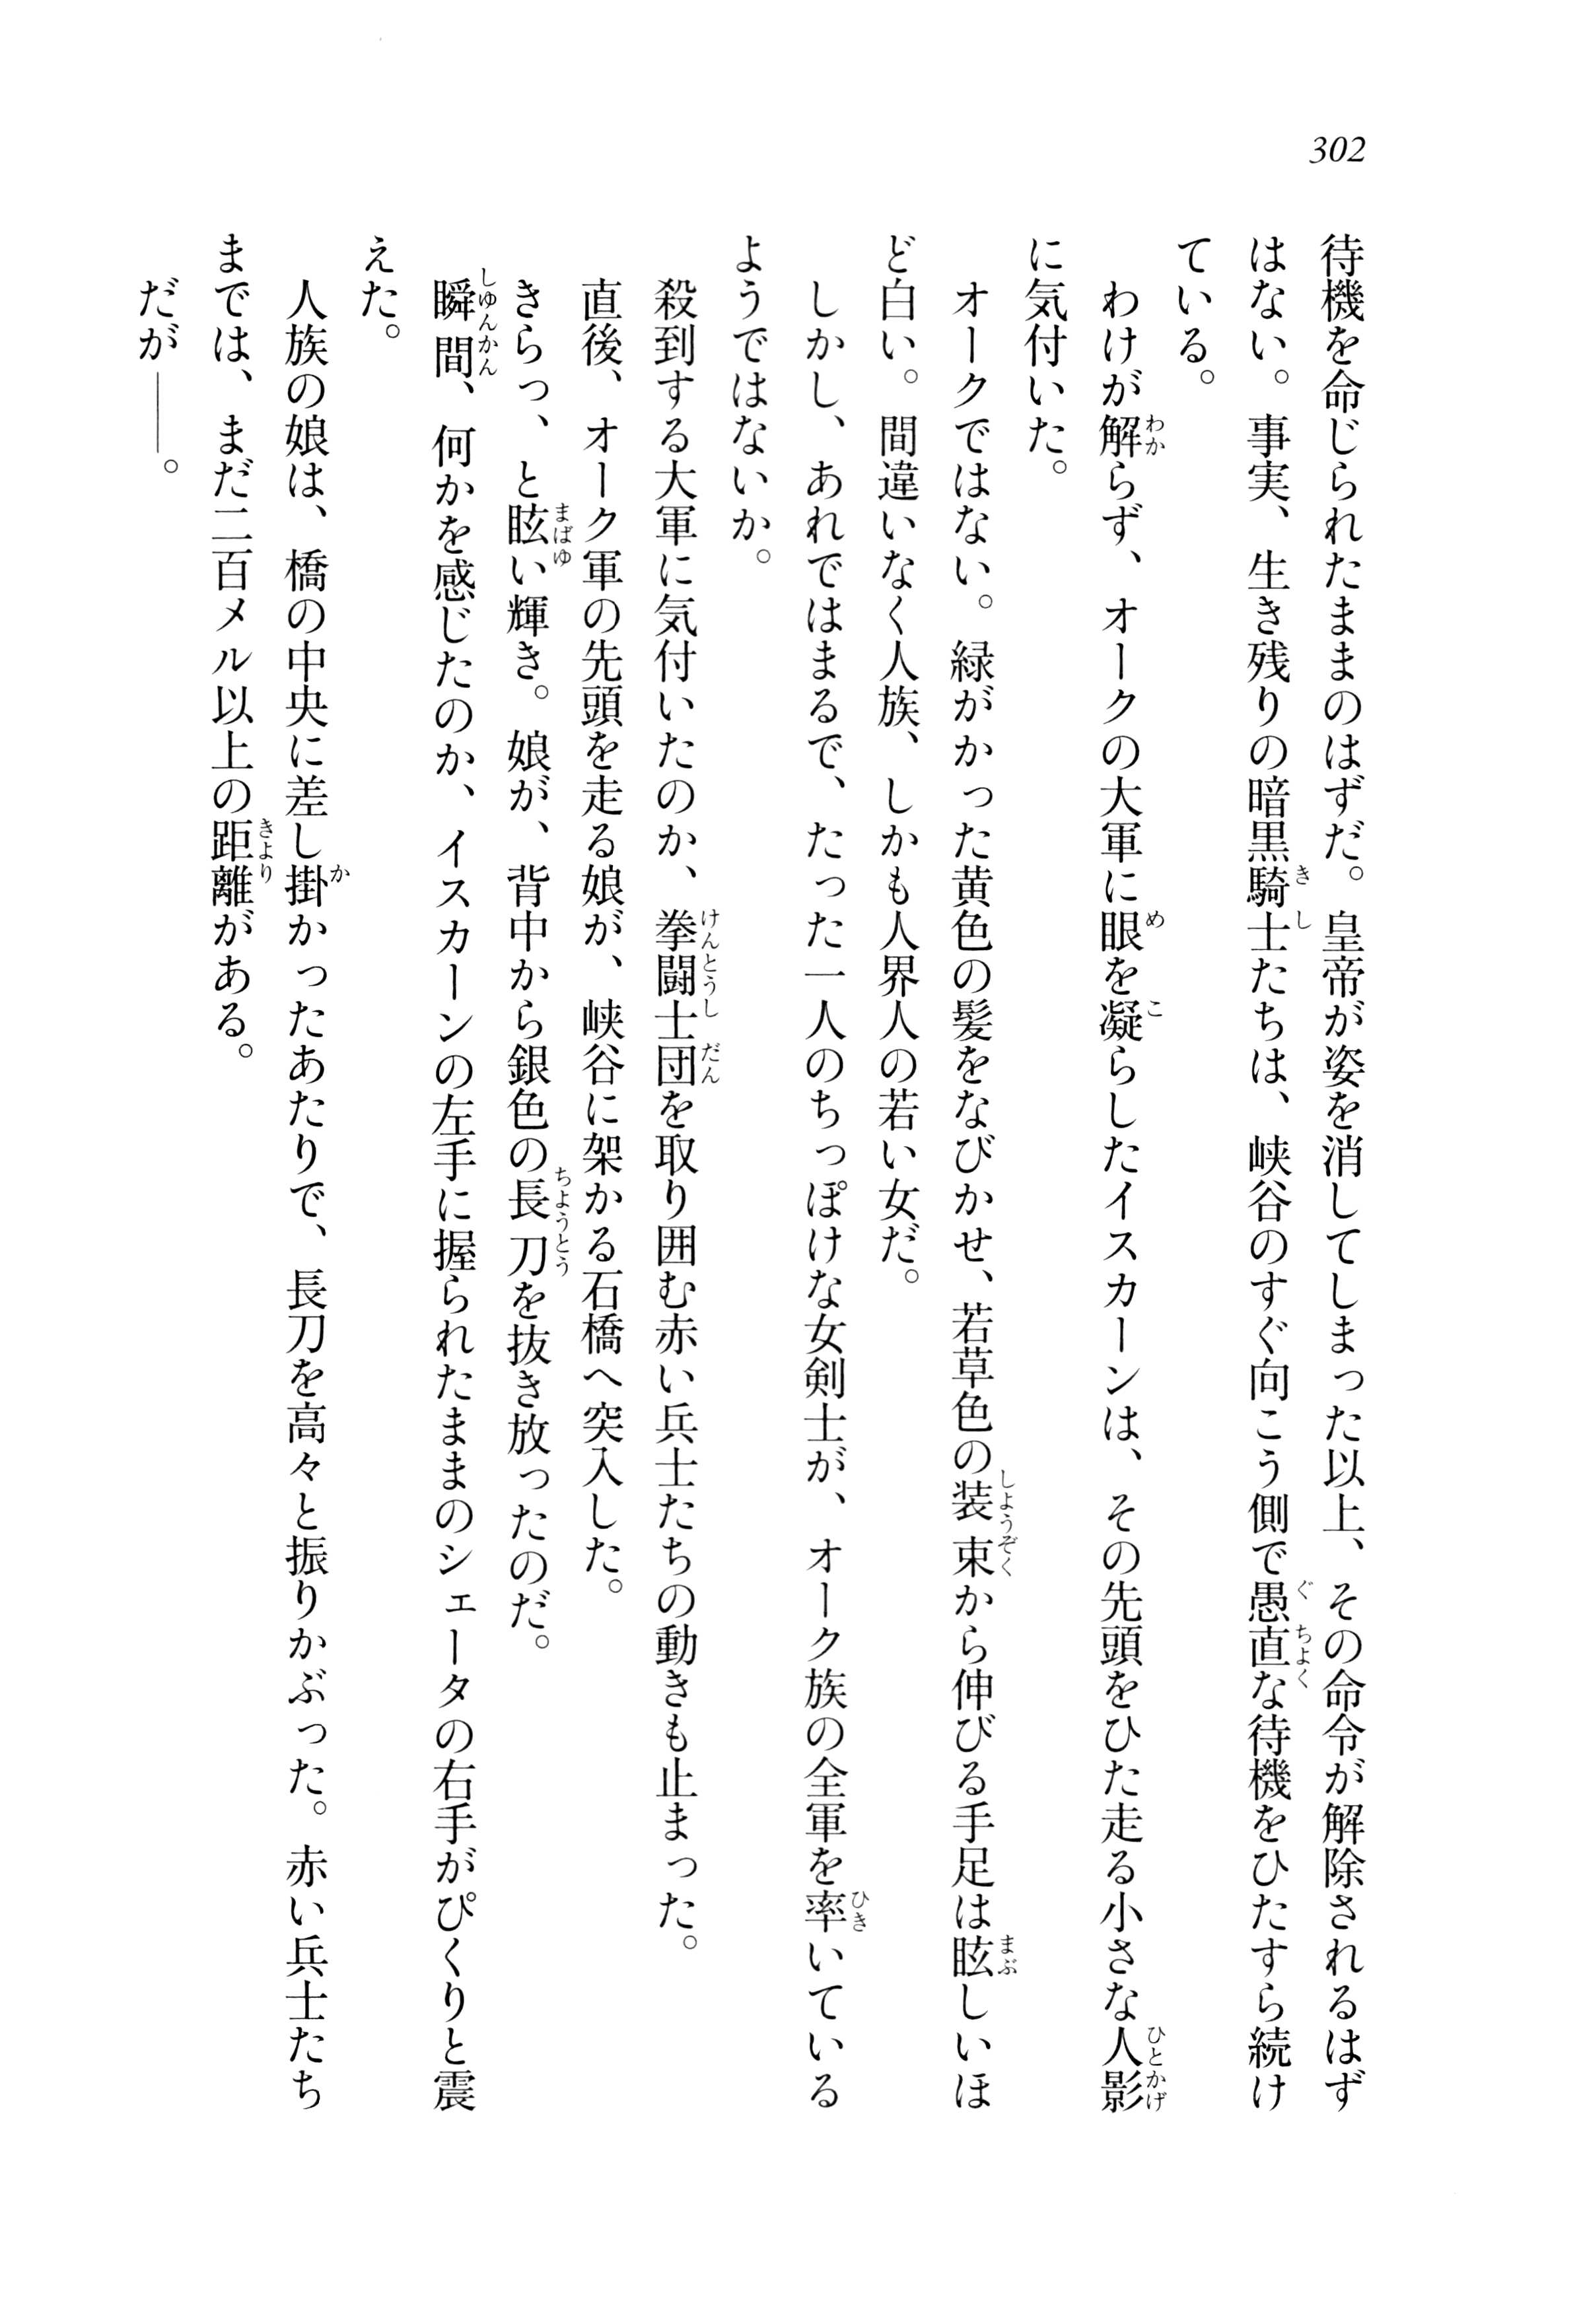 302
待機を命じられたままのはずだ。皇帝が姿を消してしまった以上、その命令が解除されるはず
はない。事実、生き残りの暗黒騎士たちは、峡谷のすぐ向こう側で愚直な待機をひたすら続け
ている。
わけが解らず、オークの大軍に眼を凝らしたイスカーンは、その先頭をひた走る小さな人影
に気付いた。
オークではない。緑がかった黄色の髪をなびかせ、若草色の装束から伸びる手足は眩しいほ
ど白い。間違いなく人族、しかも人界人の若い女だ。
しかし、あれではまるで、たった一人のちっぽけな女剣士が、オーク族の全軍を率いている
ようではないか。
殺到する大軍に気付いたのか、拳闘士団を取り囲む赤い兵士たちの動きも止まった。
直後、オーク軍の先頭を走る娘が、峡谷に架かる石橋へ突入した。
きらっ、と眩い輝き。娘が、背中から銀色の長刀を抜き放ったのだ。
瞬間、何かを感じたのか、イスカーンの左手に握られたままのシェータの右手がぴくりと震
えた。
人族の娘は、橋の中央に差し掛かったあたりで、長刀を高々と振りかぶった。赤い兵士たち
までは、まだ二百メル以上の距離がある。
だが――。